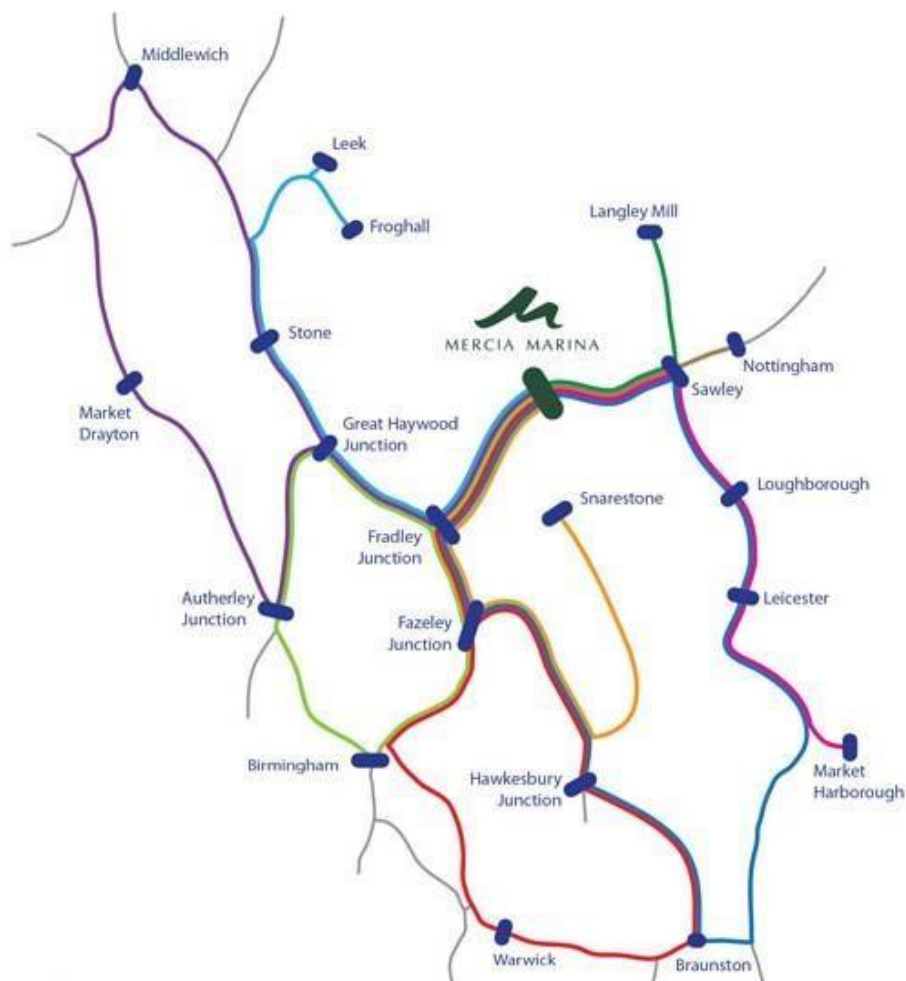 Middlewich
Leek
Froghall
Langley Mill
Stone
MERCIA MARINA
Nottingham
Sawley
Market
Drayton
Great Haywood
Junction
Loughborough
Snarestone
Fradley
Junction
Autherley
Junction
Fazeley
Junction
Leicester
Birmingham
Hawkesbury
Junction
Market
Harborough
Warwick
Braunston